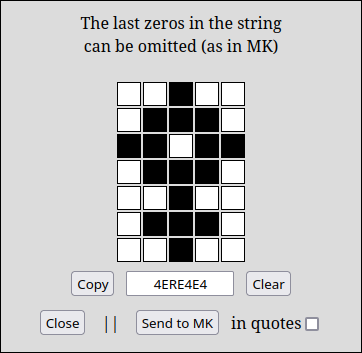 The last zeros in the string
can be omitted (as in MK)
Copy 4ERE4E4 Clear
Close || Send to MK in quotes